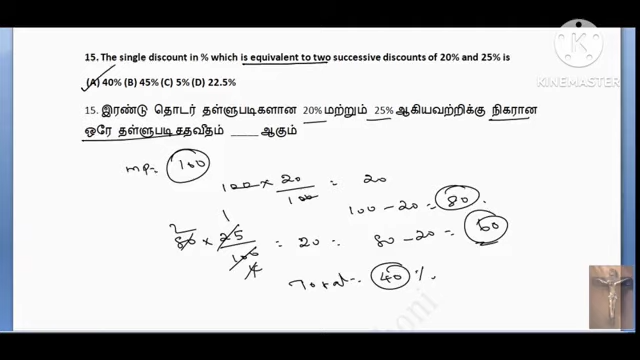 15. The single discount in % which is equivalent to two successive discounts of 20% and 25% is
(A) 40% (B) 45% (C) 5% (D) 22.5%
15. இரண்டு தொடர் தள்ளுபடிகளான 20% மற்றும் 25% ஆகியவற்றிக்கு நிகரான
ஒரே தள்ளுபடி சதவீதம் ____ ஆகும்
MP = 100
100 × 20/100 = 20
100 - 20 = 80
80 × 25/100 = 20
80 - 20 = 60
Total = 40 %
KINEMASTER